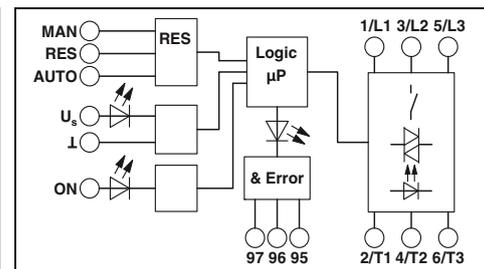 MAN
RES
AUTO
RES
U_s
⊥
ON
Logic
µP
& Error
97 96 95
1/L1 3/L2 5/L3
2/T1 4/T2 6/T3